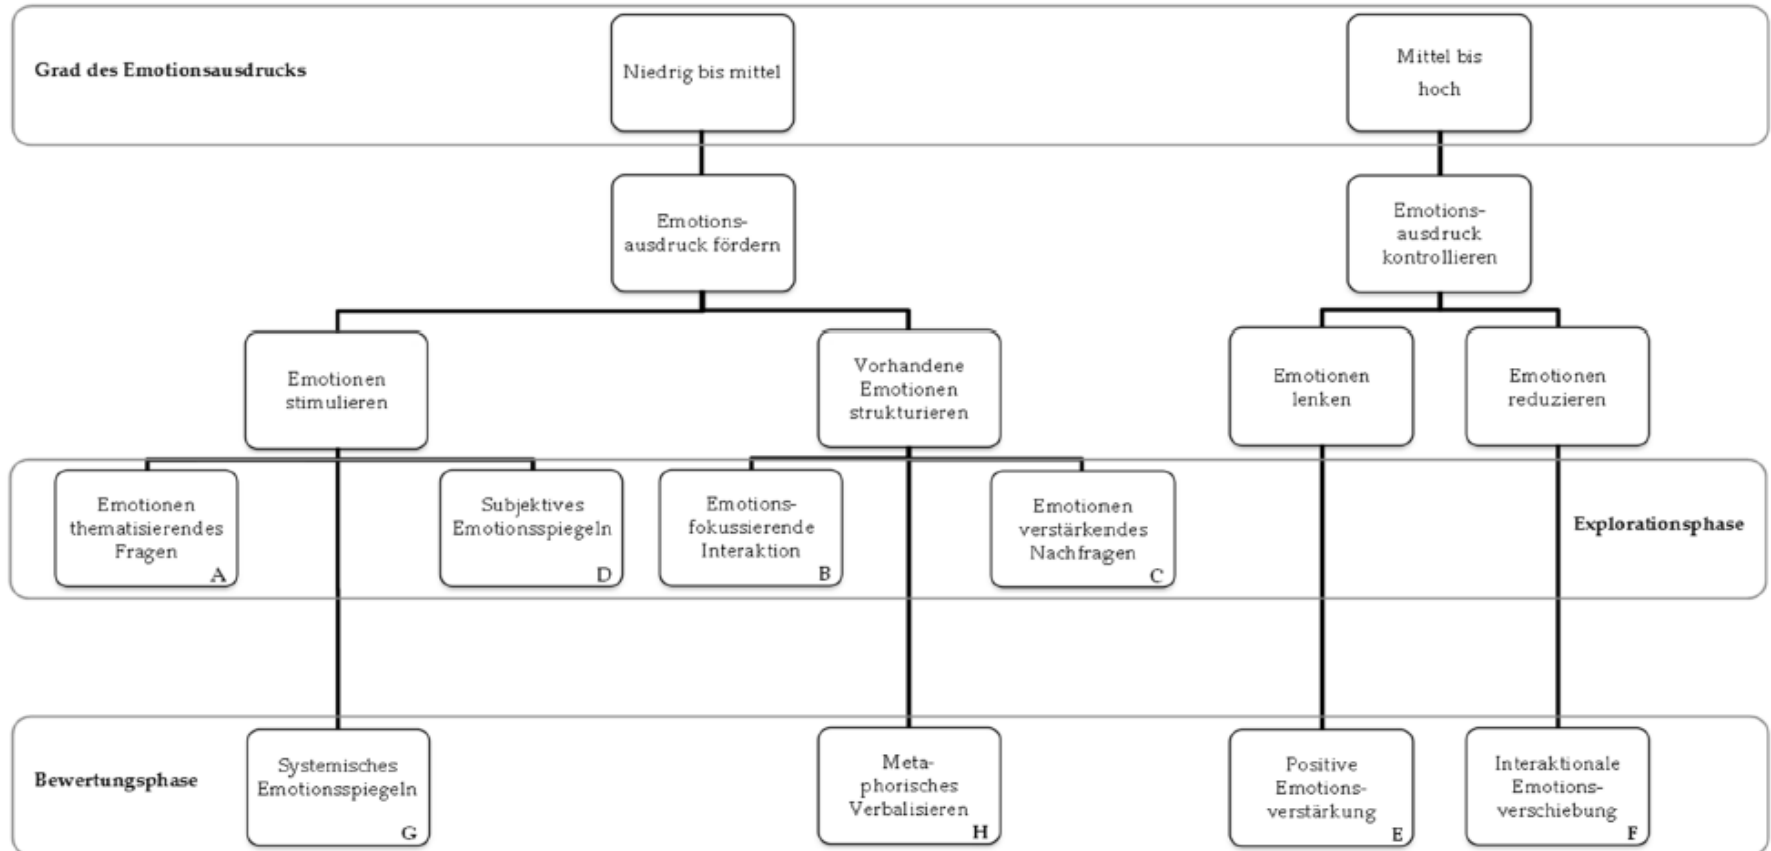 Grad des Emotionsausdrucks
Niedrig bis mittel
Mittel bis
hoch
Emotions-
ausdruck fördern
Emotions-
ausdruck
kontrollieren
Emotionen
stimulieren
Vorhandene
Emotionen
strukturieren
Emotionen
lenken
Emotionen
reduzieren
Emotionen
thematisierendes
Fragen
A
Subjektives
Emotionsspiegeln
D
Emotions-
fokussierende
Interaktion
B
Emotionen
verstärkendes
Nachfragen
C
Explorationsphase
Bewertungsphase
Systemisches
Emotionsspiegeln
G
Meta-
phorisches
Verbalisieren
H
Positive
Emotions-
verstärkung
E
Interaktionale
Emotions-
verschiebung
F